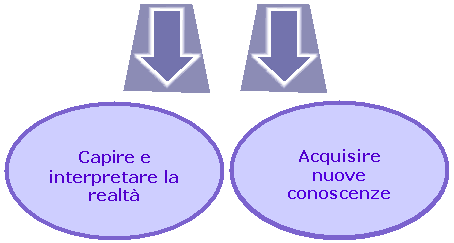 Capire e
interpretare la
realtà
Acquisire
nuove
conoscenze